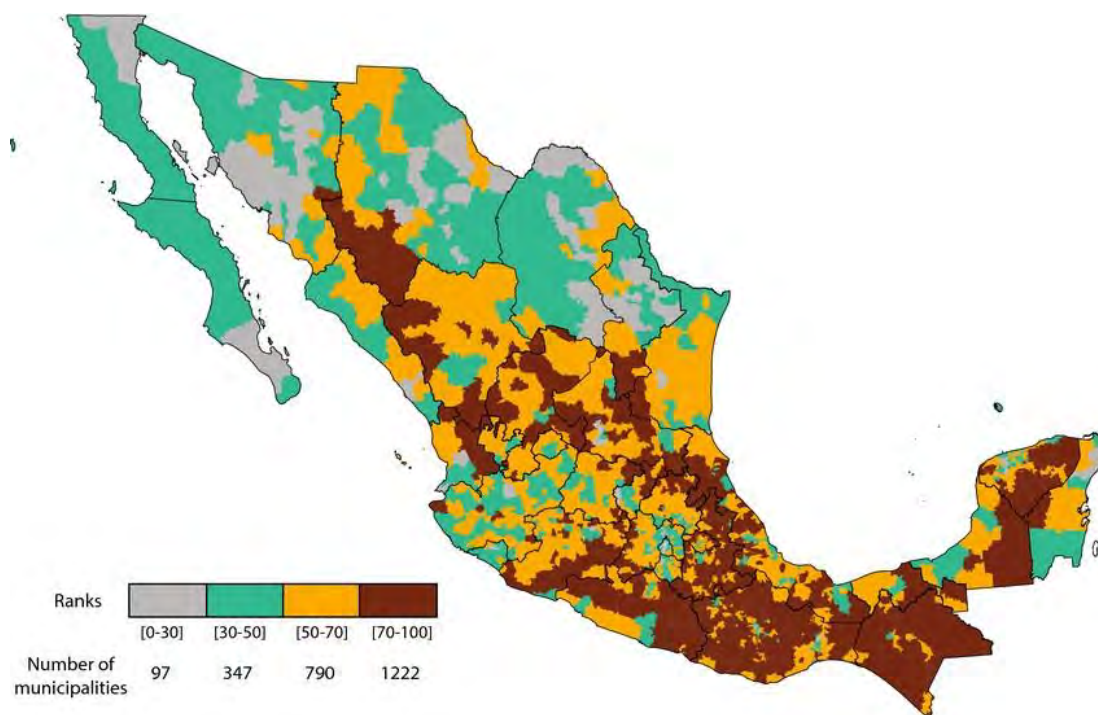 Ranks
[0-30] [30-50] [50-70] [70-100]
Number of
municipalities
97 347 790 1222